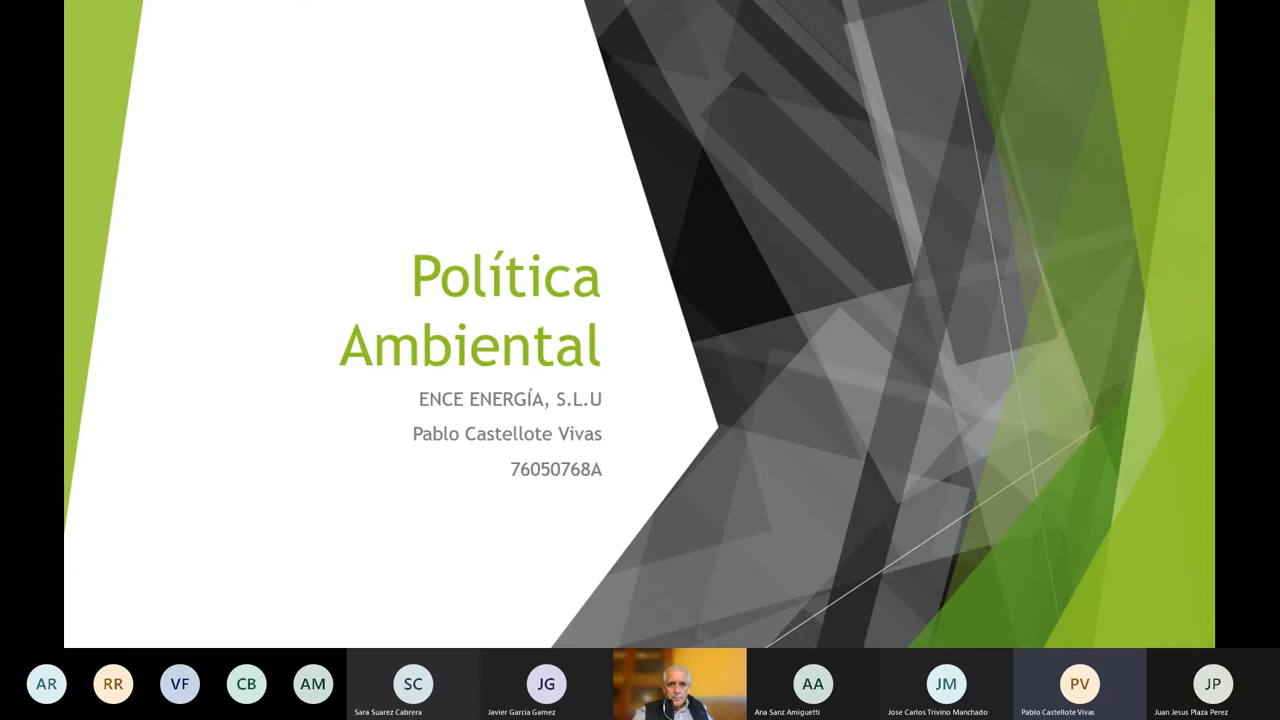 Política
Ambiental
ENCE ENERGÍA, S.L.U
Pablo Castellote Vivas
76050768A
AR
RR
VF
CB
AM
SC
Sara Suarez Cabrera
JG
Javier Garcia Gamez
AA
Ana Sanz Amiguetti
JM
Jose Carlos Trivino Manchado
PV
Pablo Castellote Vivas
JP
Juan Jesus Plaza Perez